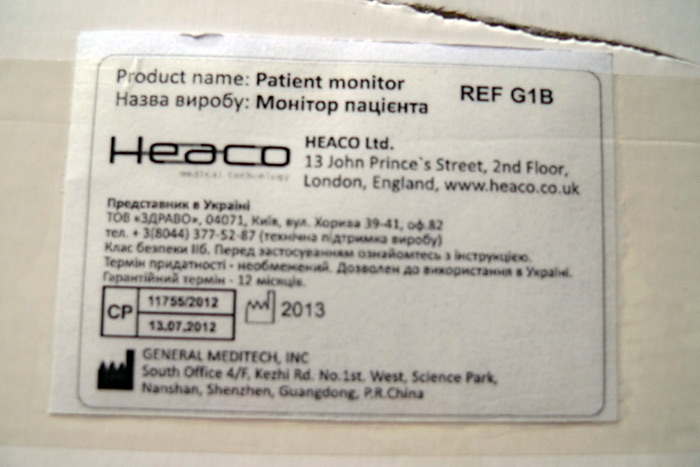 Product name: Patient monitor
Назва виробу: Монітор пацієнта
REF G1B
Heaco
medical technology
HEACO Ltd.
13 John Prince`s Street, 2nd Floor,
London, England, www.heaco.co.uk
Представник в Україні
ТОВ «ЗДРАВО», 04071, Київ, вул. Хорива 39-41, оф.82
тел. + 3(8044) 377-52-87 (технічна підтримка виробу)
Клас безпеки ІІб. Перед застосуванням ознайомтесь з інструкцією.
Термін придатності - необмежений. Дозволен до використання в Україні.
Гарантійний термін - 12 місяців.
СР
11755/2012
13.07.2012
2013
GENERAL MEDITECH, INC
South Office 4/F, Kezhi Rd. No.1st. West, Science Park,
Nanshan, Shenzhen, Guangdong, P.R.China